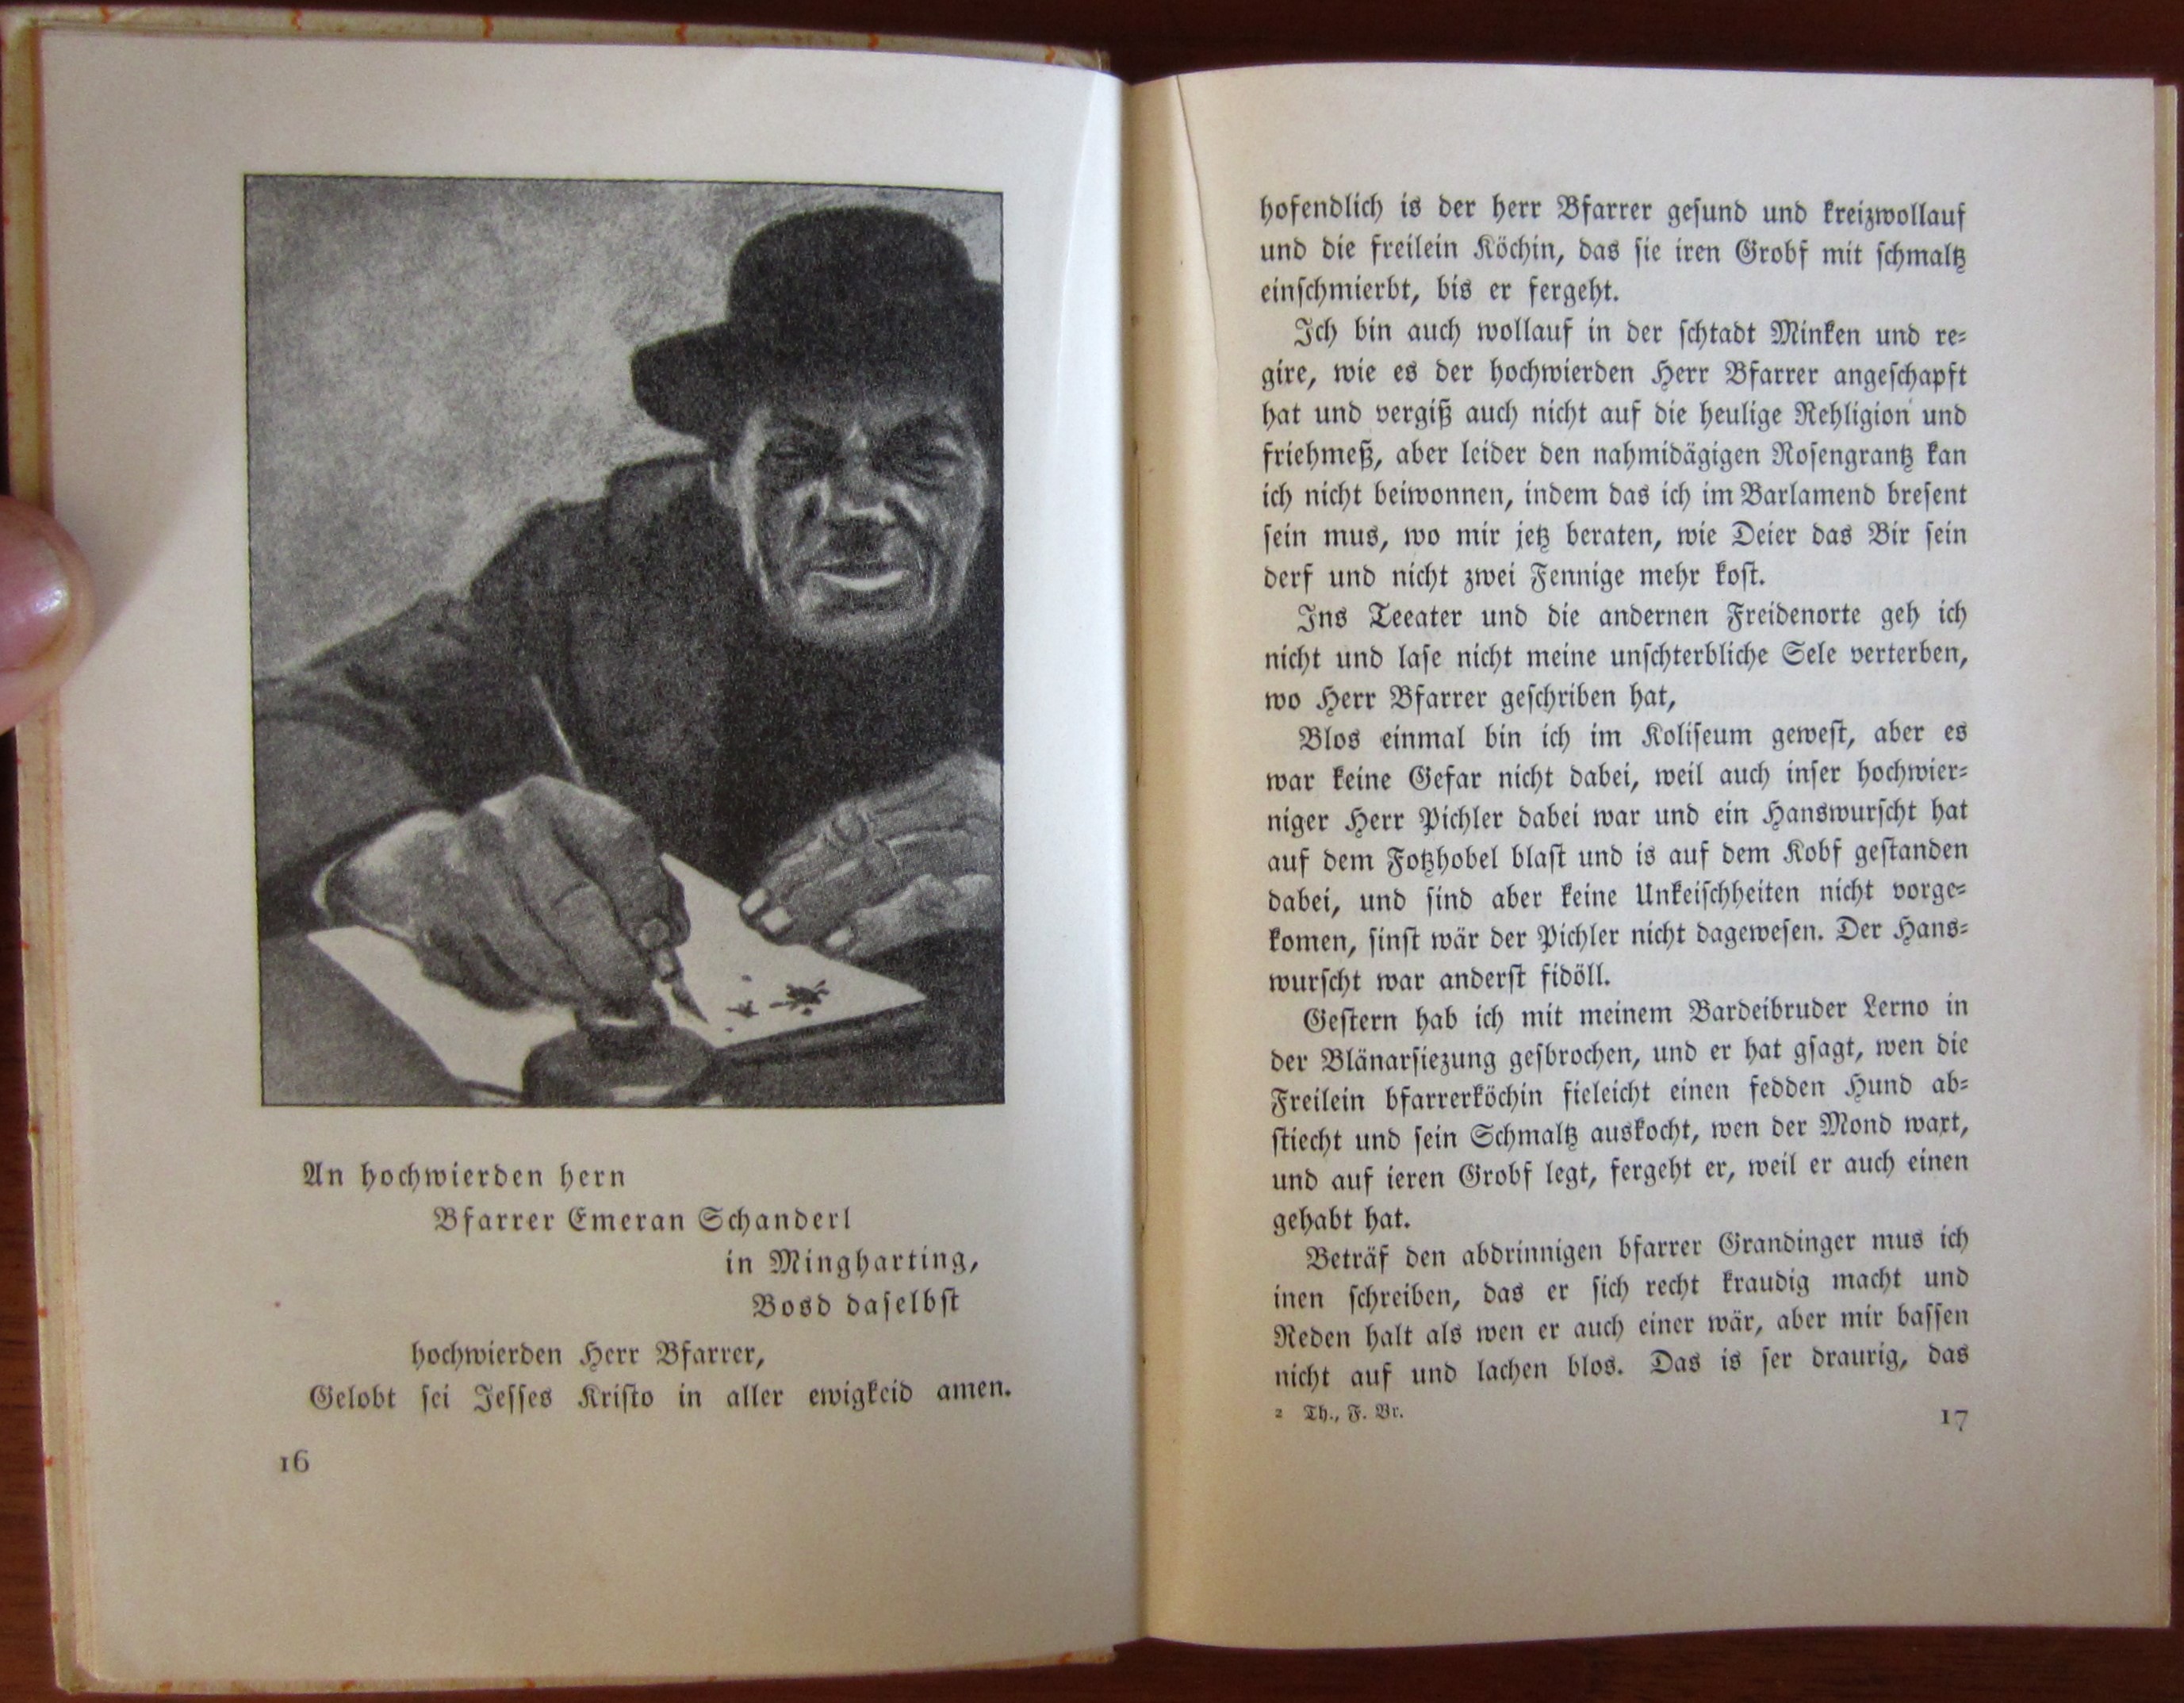 An hochwierden hern
Bfarrer Emeran Schanderl
in Mingharting,
Bosd daselbst
hochwierden Herr Bfarrer,
Gelobt sei Jesses Kristo in aller ewigkeid amen.
16
hofendlich is der herr Bfarrer gesund und kreizwollauf
und die freilein Köchin, das sie iren Grobf mit schmaltz
einschmierbt, bis er fergeht.
Ich bin auch wollauf in der schtadt Minken und re-
gire, wie es der hochwierden Herr Bfarrer angeschapft
hat und vergiß auch nicht auf die heulige Rehligion und
friehmeß, aber leider den nahmidägigen Rosengrantz kan
ich nicht beiwonnen, indem das ich im Barlamend bresent
sein mus, wo mir jetz beraten, wie Deier das Bir sein
derf und nicht zwei Fennige mehr kost.
Ins Teeater und die andernen Freidenorte geh ich
nicht und lase nicht meine unschterbliche Sele verterben,
wo Herr Bfarrer geschriben hat,
Blos einmal bin ich im Koliseum gewest, aber es
war keine Gefar nicht dabei, weil auch inser hochwier-
niger Herr Pichler dabei war und ein Hanswurscht hat
auf dem Fotzhobel blast und is auf dem Kobf gestanden
dabei, und sind aber keine Unkeischheiten nicht vorge-
komen, sinst wär der Pichler nicht dagewesen. Der Hans-
wurscht war anderst fidöll.
Gestern hab ich mit meinem Bardeibruder Lerno in
der Blänarsiezung gesbrochen, und er hat gsagt, wen die
Freilein bfarrerköchin fieleicht einen fedden Hund ab-
stiecht und sein Schmaltz auskocht, wen der Mond waxt,
und auf ieren Grobf legt, fergeht er, weil er auch einen
gehabt hat.
Beträf den abdrinnigen bfarrer Grandinger mus ich
inen schreiben, das er sich recht kraudig macht und
Reden halt als wen er auch einer wär, aber mir bassen
nicht auf und lachen blos. Das is ser draurig, das
2 Th., F. Br.
17